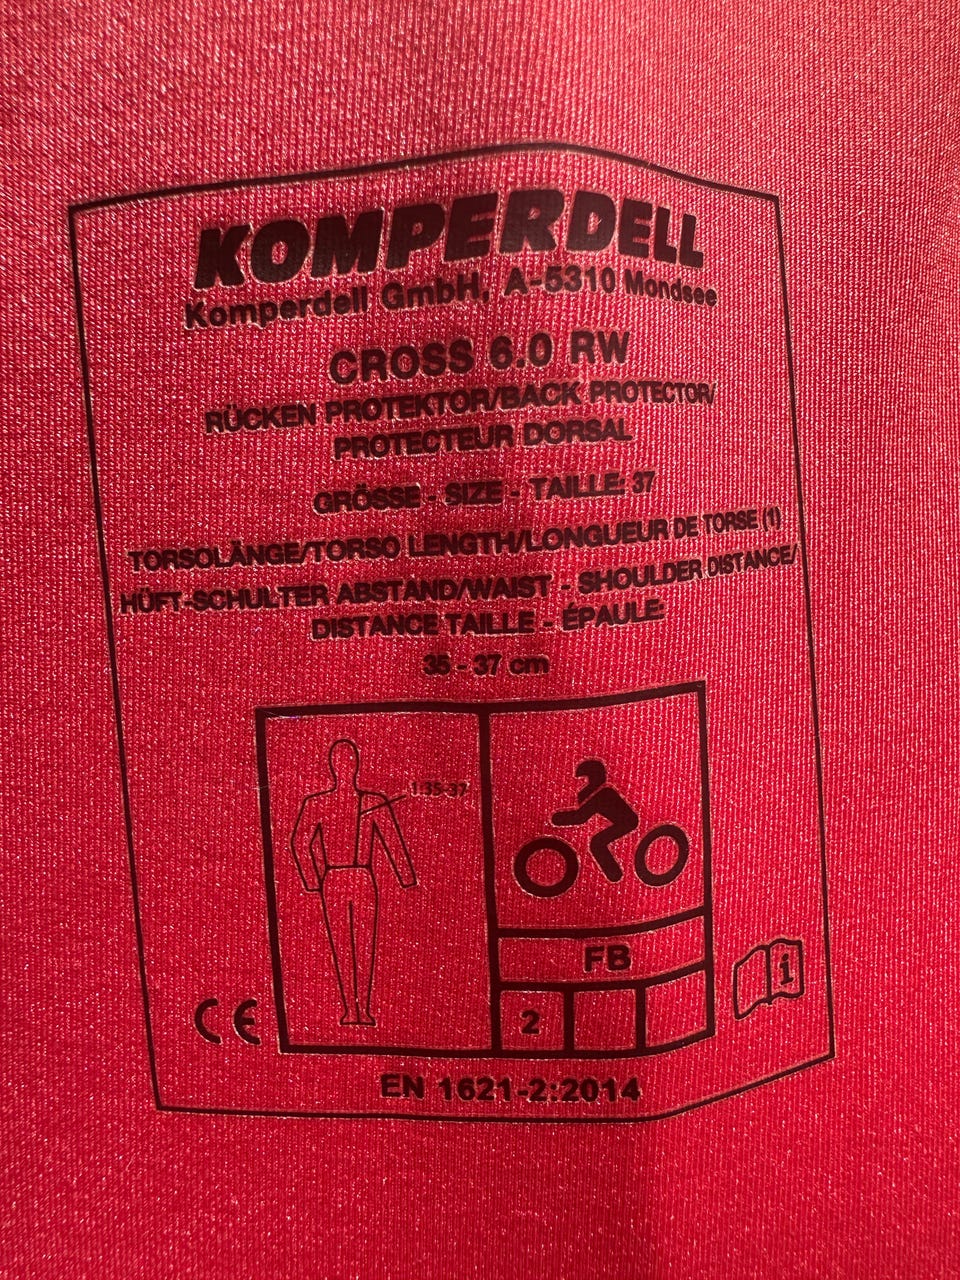 KOMPERDELL
Komperdell GmbH, A-5310 Mondsee
CROSS 6.0 RW
RÜCKEN PROTEKTOR/BACK PROTECTOR/
PROTECTEUR DORSAL
GRÖSSE - SIZE - TAILLE: 37
TORSOLÄNGE/TORSO LENGTH/LONGUEUR DE TORSE (1)
HÜFT-SCHULTER ABSTAND/WAIST - SHOULDER DISTANCE/
DISTANCE TAILLE - ÉPAULE:
35 - 37 cm
1:35-37
FB
2
i
CE
EN 1621-2:2014